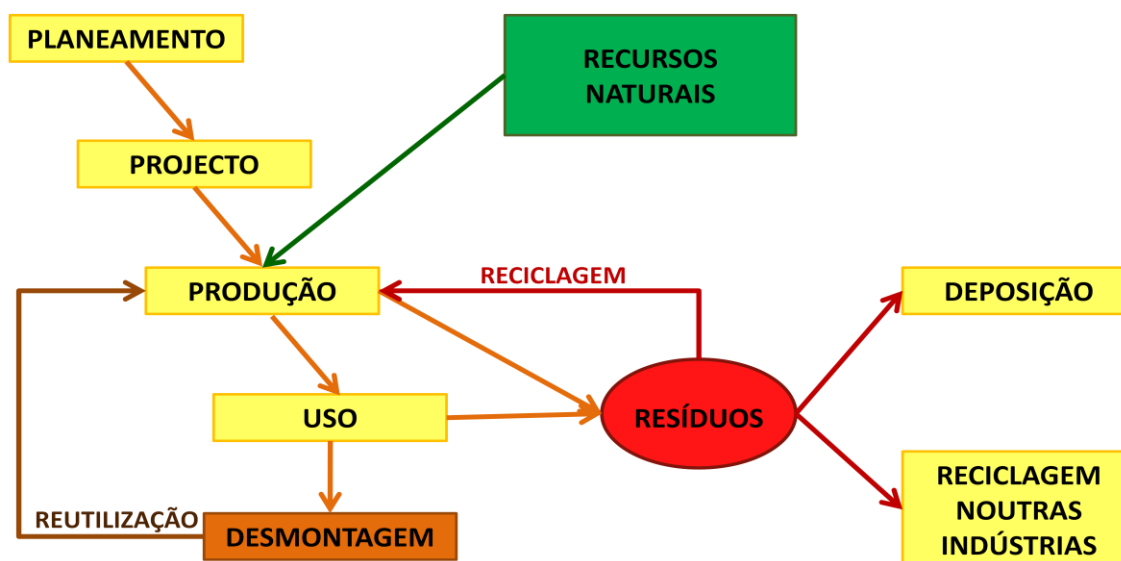 PLANEAMENTO
RECURSOS
NATURAIS
PROJECTO
RECICLAGEM
PRODUÇÃO
DEPOSIÇÃO
USO
RESÍDUOS
RECICLAGEM
NOUTRAS
INDÚSTRIAS
REUTILIZAÇÃO
DESMONTAGEM